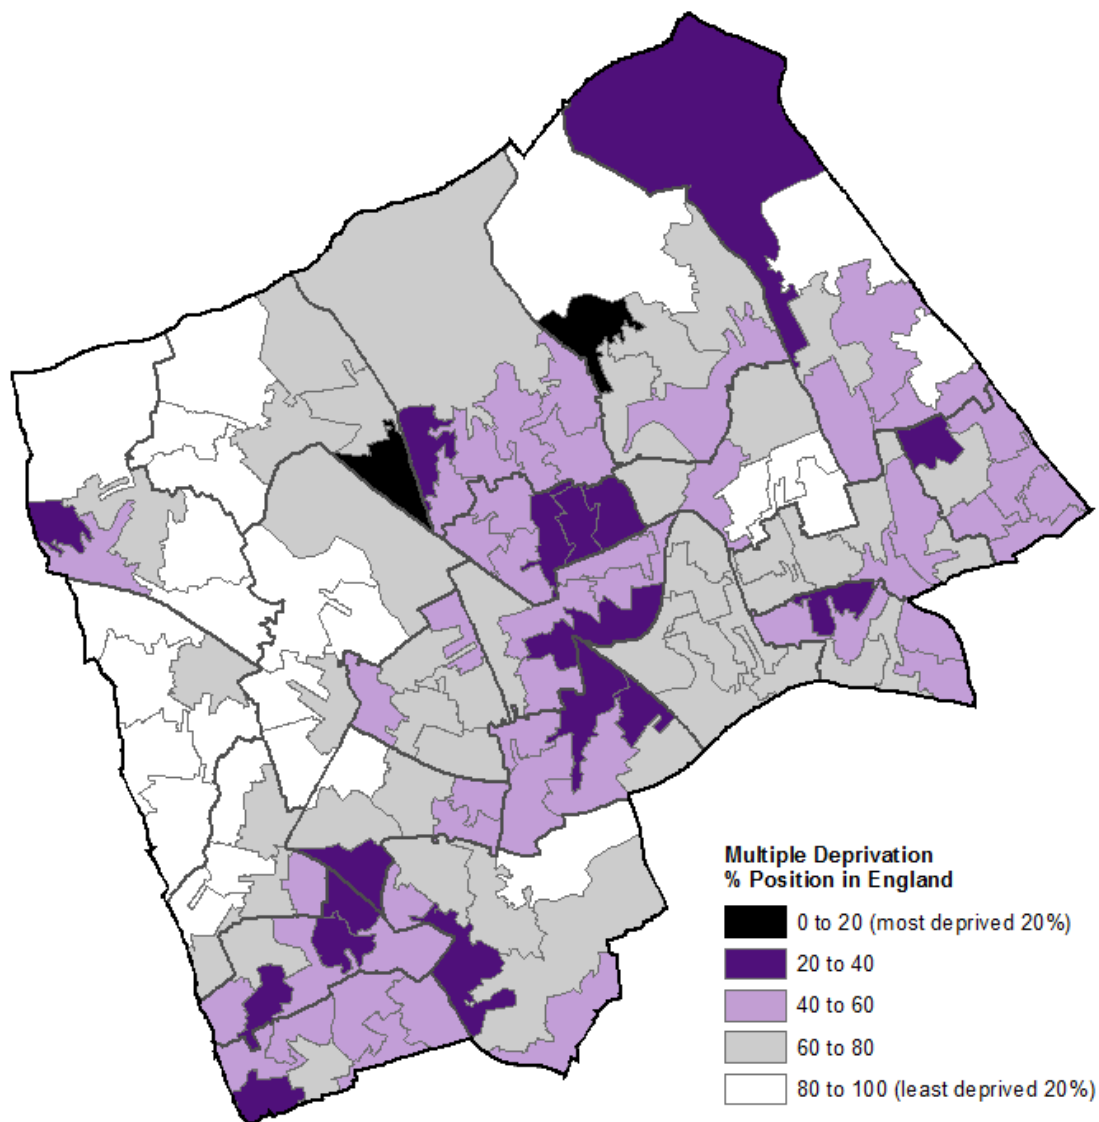 Multiple Deprivation
% Position in England
0 to 20 (most deprived 20%)
20 to 40
40 to 60
60 to 80
80 to 100 (least deprived 20%)